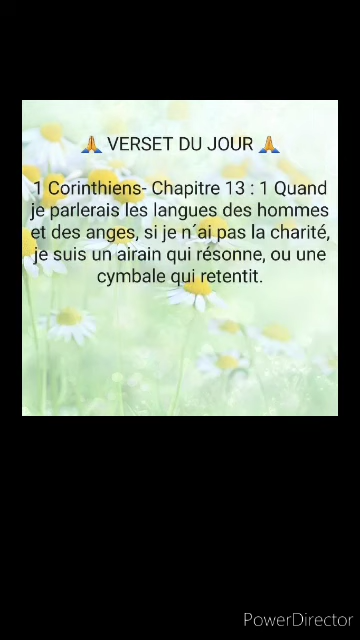 🙏 VERSET DU JOUR 🙏
1 Corinthiens- Chapitre 13 : 1 Quand
je parlerais les langues des hommes
et des anges, si je n´ai pas la charité,
je suis un airain qui résonne, ou une
cymbale qui retentit.
PowerDirector